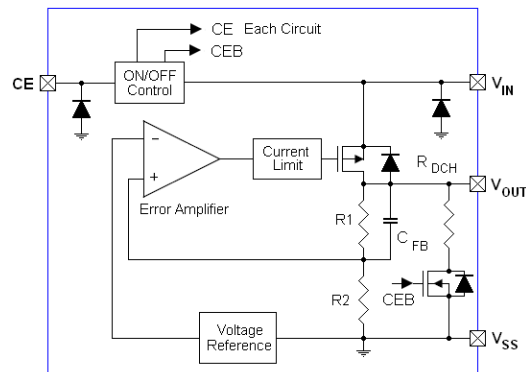 CE Each Circuit
CEB
CE
ON/OFF
Control
VIN
−
+
Error Amplifier
Current
Limit
RDCH
VOUT
R1
CFB
R2
CEB
Voltage
Reference
VSS